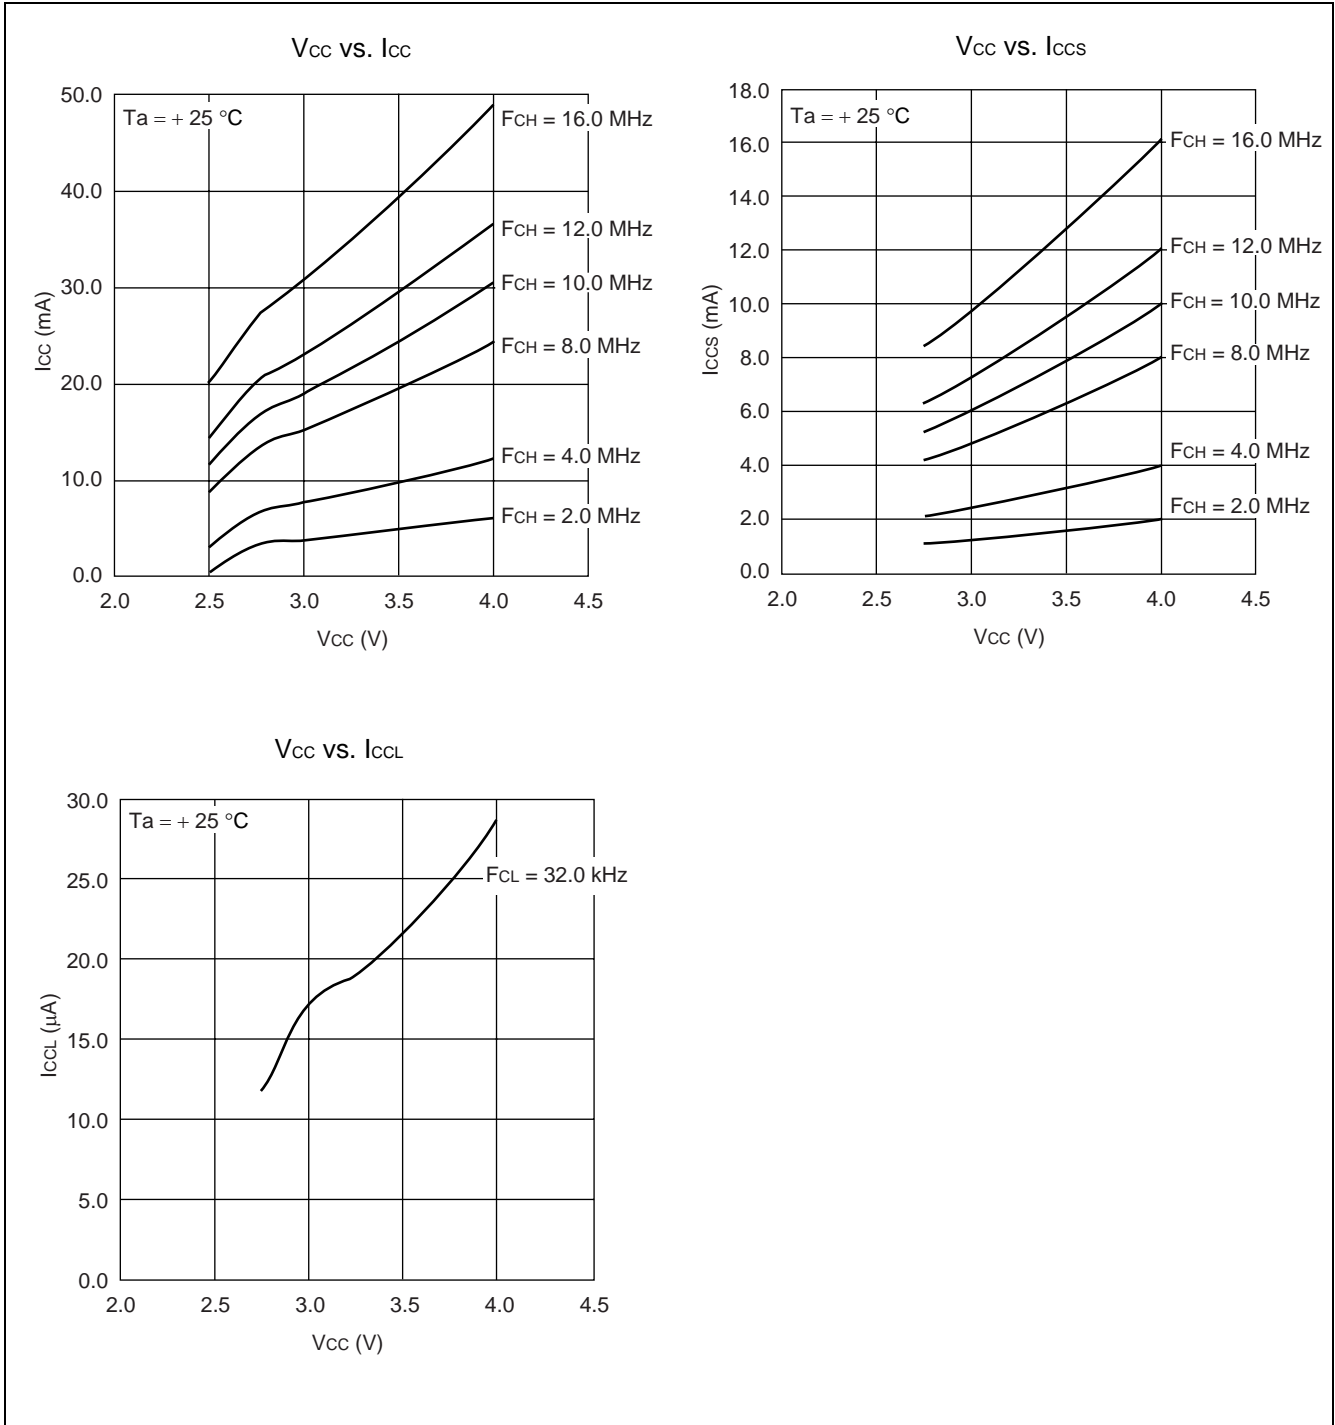 Vcc vs. Icc
Ta = + 25 °C
50.0
40.0
30.0
20.0
10.0
0.0
Icc (mA)
FCH = 16.0 MHz
FCH = 12.0 MHz
FCH = 10.0 MHz
FCH = 8.0 MHz
FCH = 4.0 MHz
FCH = 2.0 MHz
2.0 2.5 3.0 3.5 4.0 4.5
Vcc (V)
Vcc vs. Iccs
Ta = + 25 °C
18.0
16.0
14.0
12.0
10.0
8.0
6.0
4.0
2.0
0.0
Iccs (mA)
FCH = 16.0 MHz
FCH = 12.0 MHz
FCH = 10.0 MHz
FCH = 8.0 MHz
FCH = 4.0 MHz
FCH = 2.0 MHz
2.0 2.5 3.0 3.5 4.0 4.5
Vcc (V)
Vcc vs. IccL
Ta = + 25 °C
30.0
25.0
20.0
15.0
10.0
5.0
0.0
IccL (μA)
FCL = 32.0 kHz
2.0 2.5 3.0 3.5 4.0 4.5
Vcc (V)